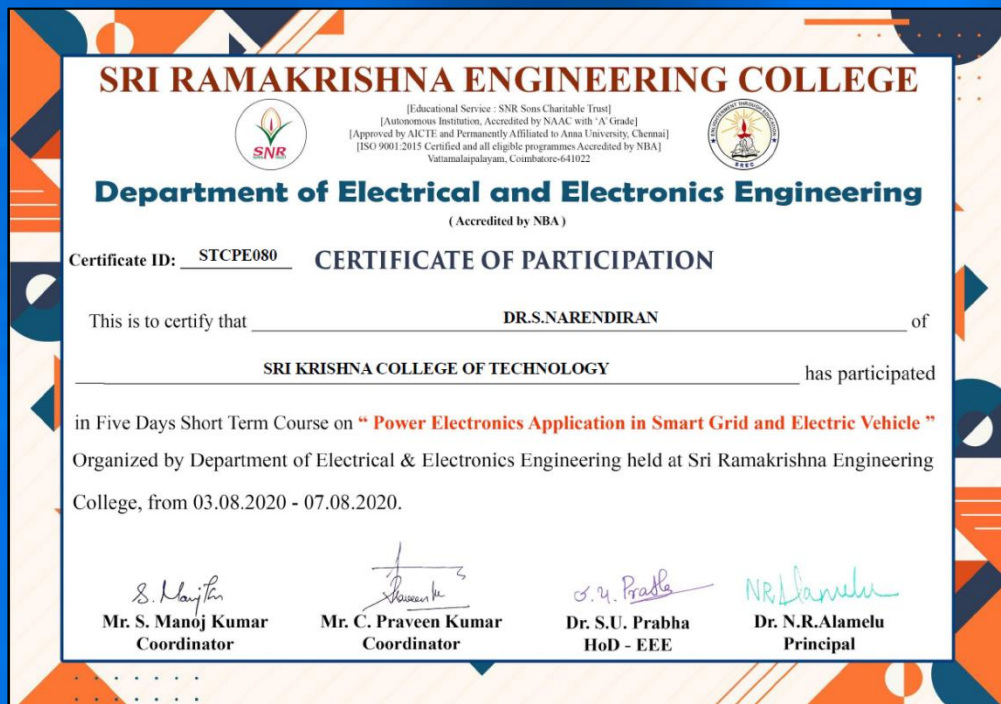 SRI RAMAKRISHNA ENGINEERING COLLEGE
[Educational Service : SNR Sons Charitable Trust]
[Autonomous Institution, Accredited by NAAC with 'A' Grade]
[Approved by AICTE and Permanently Affiliated to Anna University, Chennai]
[ISO 9001:2015 Certified and all eligible programmes Accredited by NBA]
Vattamalaipalayam, Coimbatore-641022
SNR
ENLIGHTENMENT THROUGH EDUCATION
SREC
Department of Electrical and Electronics Engineering
( Accredited by NBA )
Certificate ID: STCPE080 CERTIFICATE OF PARTICIPATION
This is to certify that DR.S.NARENDIRAN of
SRI KRISHNA COLLEGE OF TECHNOLOGY has participated
in Five Days Short Term Course on “ Power Electronics Application in Smart Grid and Electric Vehicle ”
Organized by Department of Electrical & Electronics Engineering held at Sri Ramakrishna Engineering
College, from 03.08.2020 - 07.08.2020.
Mr. S. Manoj Kumar Mr. C. Praveen Kumar Dr. S.U. Prabha Dr. N.R.Alamelu
Coordinator Coordinator HoD - EEE Principal